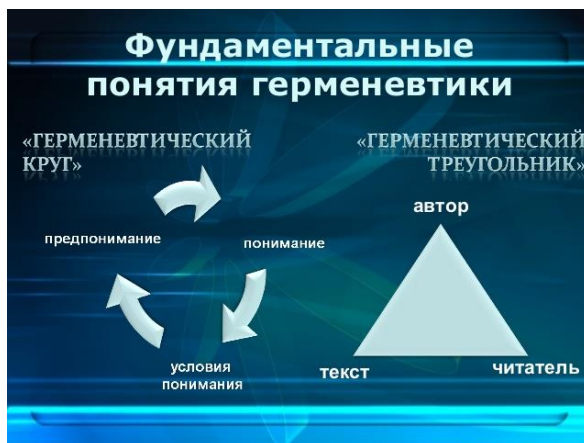 Фундаментальные
понятия герменевтики
«ГЕРМЕНЕВТИЧЕСКИЙ
КРУГ»
предпонимание
понимание
условия
понимания
«ГЕРМЕНЕВТИЧЕСКИЙ
ТРЕУГОЛЬНИК»
автор
текст
читатель